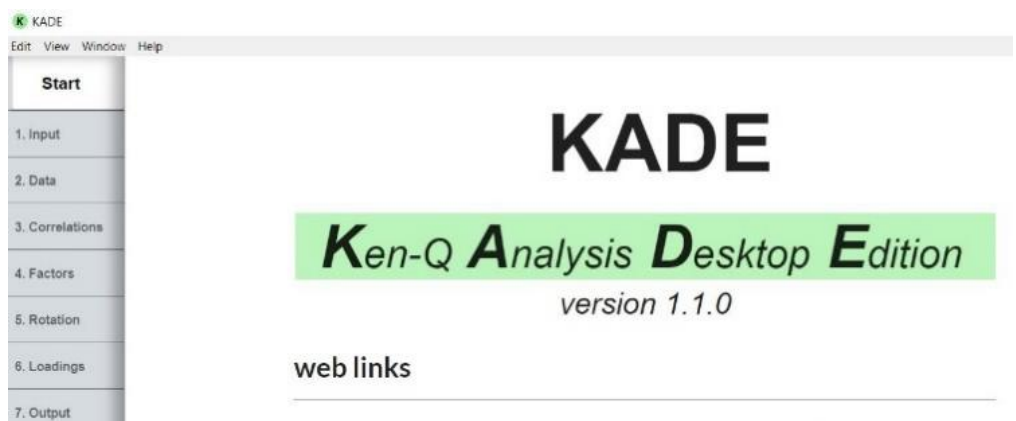 K KADE
Edit View Window Help
Start
1. Input
2. Data
3. Correlations
4. Factors
5. Rotation
6. Loadings
7. Output
KADE
Ken-Q Analysis Desktop Edition
version 1.1.0
web links